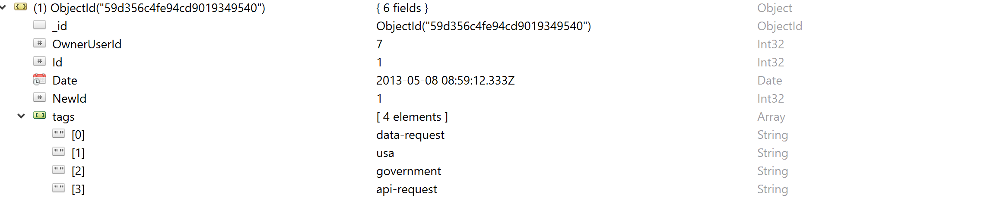 (1) ObjectId("59d356c4fe94cd9019349540") { 6 fields } Object
_id ObjectId("59d356c4fe94cd9019349540") ObjectId
# OwnerUserId 7 Int32
# Id 1 Int32
Date 2013-05-08 08:59:12.333Z Date
# NewId 1 Int32
tags [ 4 elements ] Array
[0] data-request String
[1] usa String
[2] government String
[3] api-request String